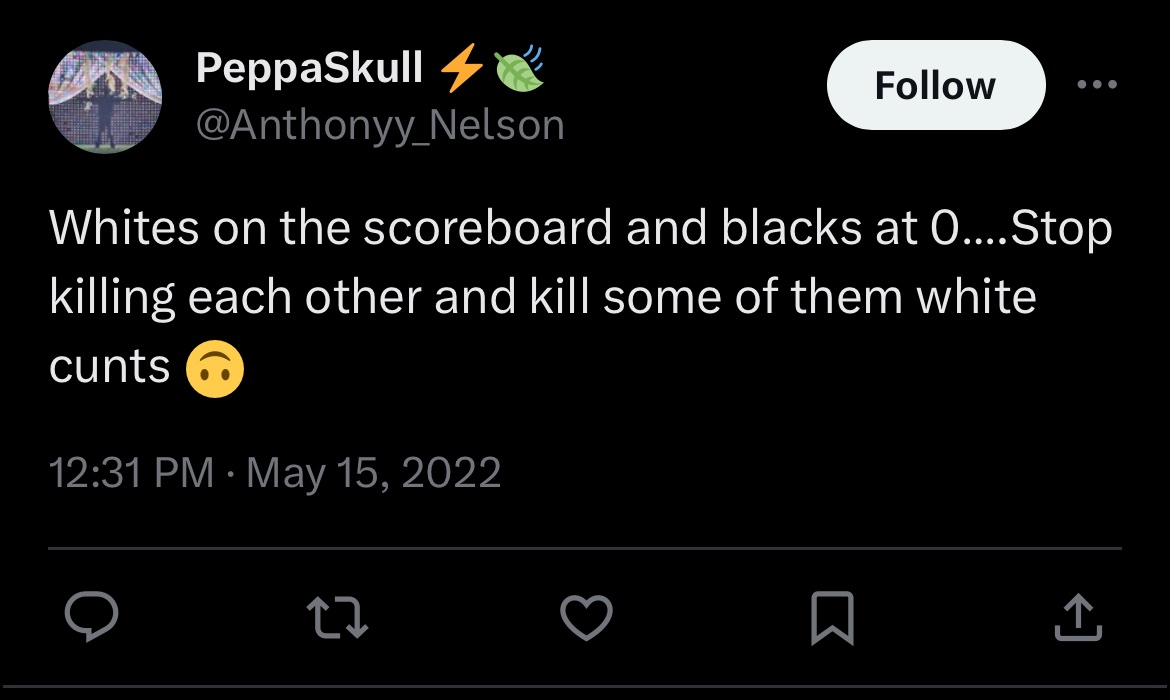 PeppaSkull ⚡🍃
@Anthonyy_Nelson
Follow
Whites on the scoreboard and blacks at 0....Stop
killing each other and kill some of them white
cunts 🙃
12:31 PM · May 15, 2022